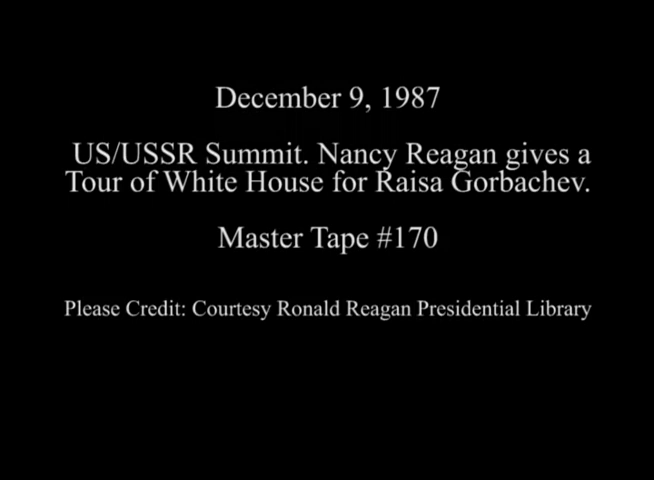 December 9, 1987
US/USSR Summit. Nancy Reagan gives a
Tour of White House for Raisa Gorbachev.
Master Tape #170
Please Credit: Courtesy Ronald Reagan Presidential Library